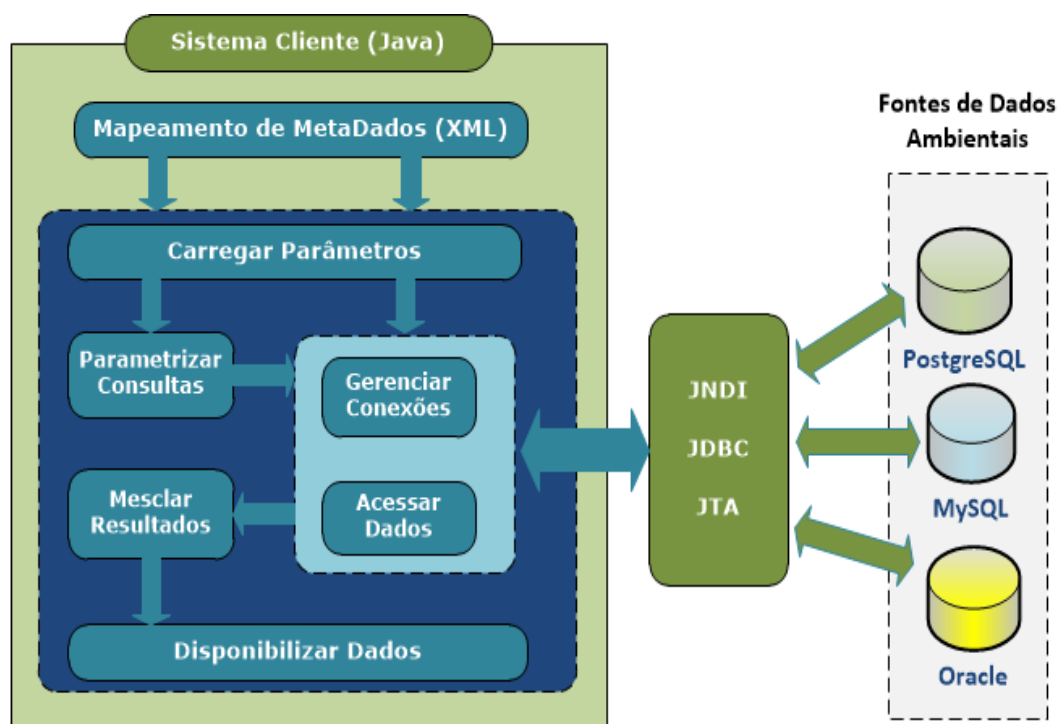 Sistema Cliente (Java)
Mapeamento de MetaDados (XML)
Carregar Parâmetros
Parametrizar
Consultas
Gerenciar
Conexões
Mesclar
Resultados
Acessar
Dados
Disponibilizar Dados
JNDI
JDBC
JTA
Fontes de Dados
Ambientais
PostgreSQL
MySQL
Oracle